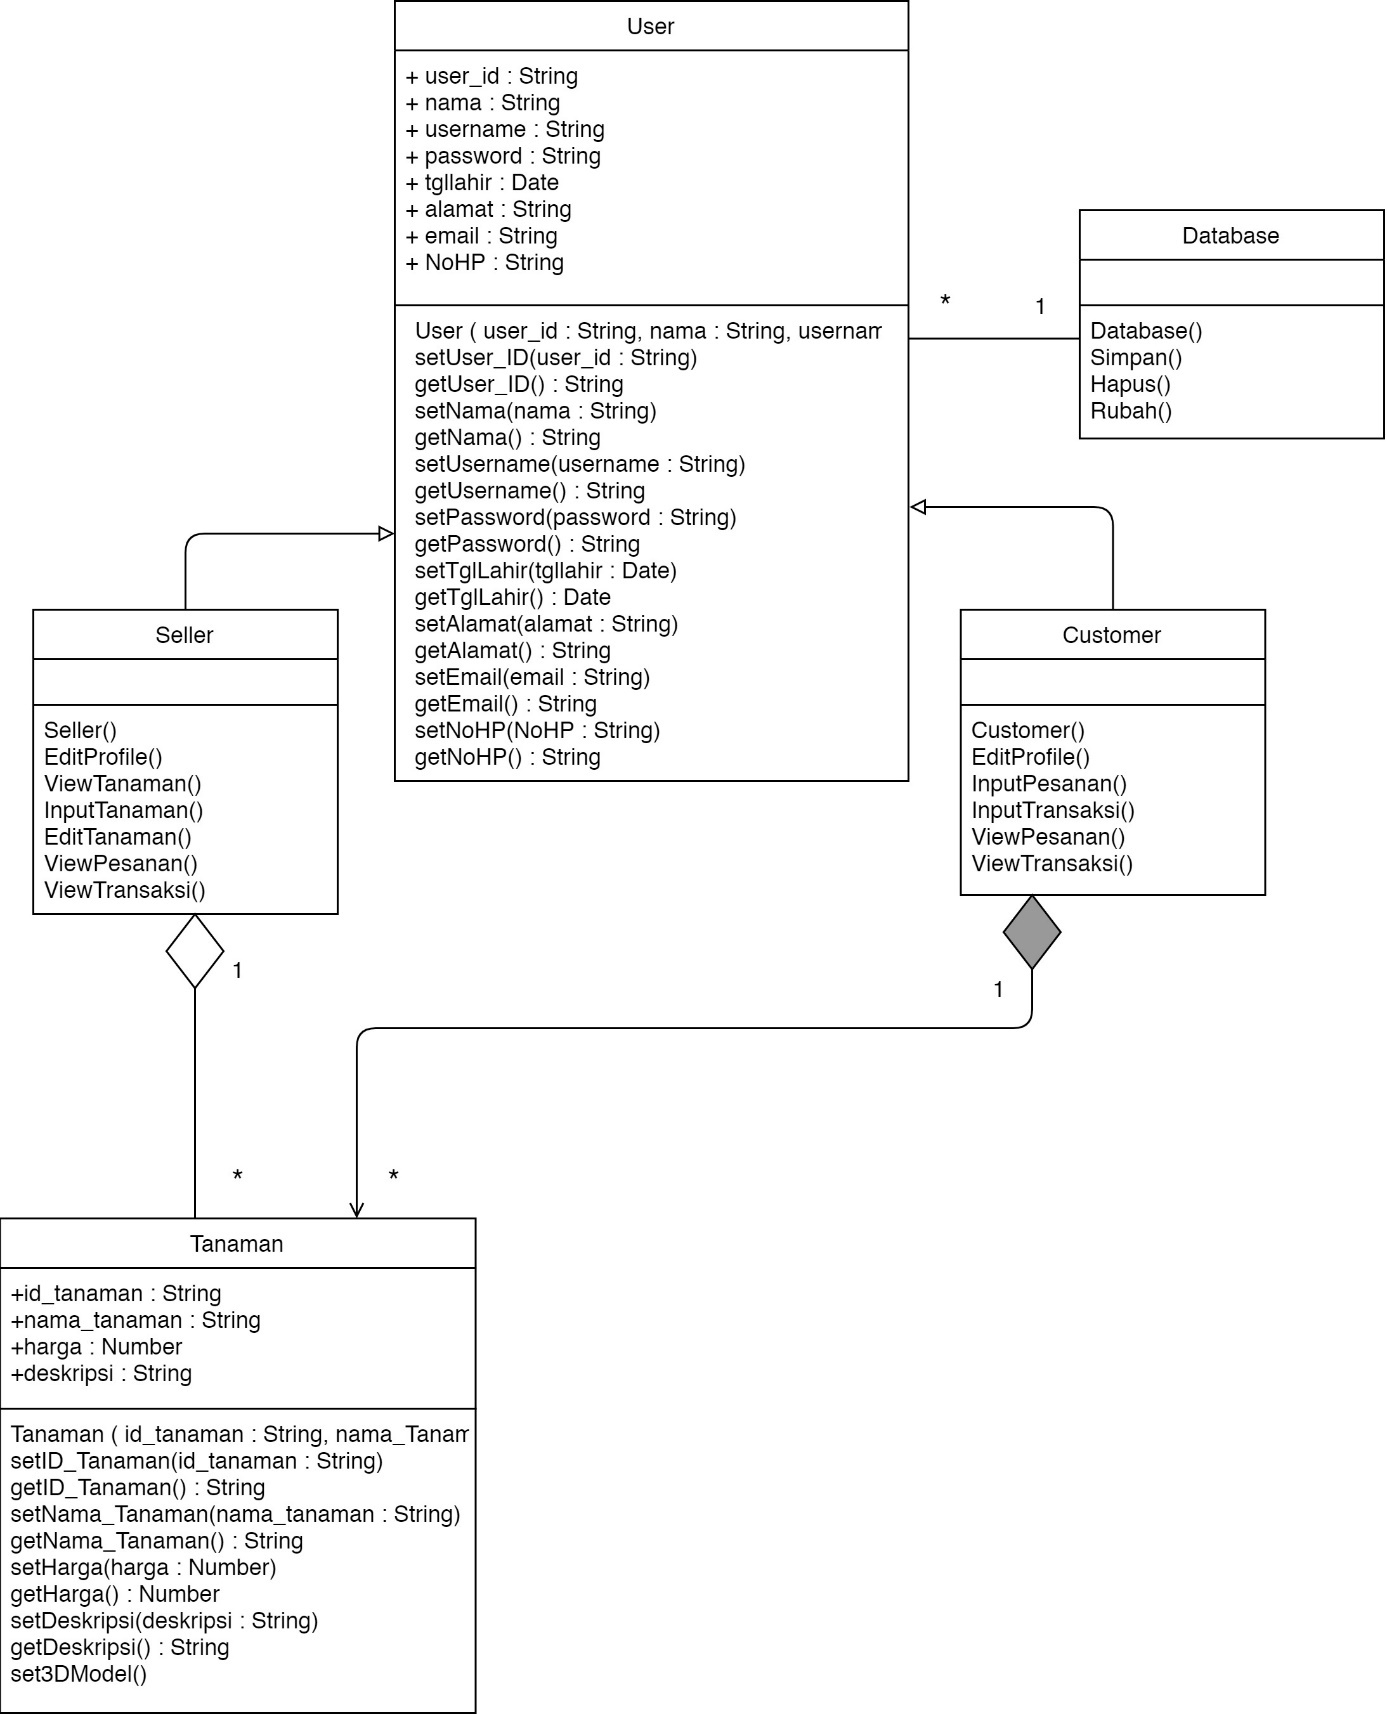 User
+ user_id : String
+ nama : String
+ username : String
+ password : String
+ tgllahir : Date
+ alamat : String
+ email : String
+ NoHP : String
User ( user_id : String, nama : String, usernam
setUser_ID(user_id : String)
getUser_ID() : String
setNama(nama : String)
getNama() : String
setUsername(username : String)
getUsername() : String
setPassword(password : String)
getPassword() : String
setTglLahir(tgllahir : Date)
getTglLahir() : Date
setAlamat(alamat : String)
getAlamat() : String
setEmail(email : String)
getEmail() : String
setNoHP(NoHP : String)
getNoHP() : String
* 1
Database
Database()
Simpan()
Hapus()
Rubah()
Seller
Seller()
EditProfile()
ViewTanaman()
InputTanaman()
EditTanaman()
ViewPesanan()
ViewTransaksi()
Customer
Customer()
EditProfile()
InputPesanan()
InputTransaksi()
ViewPesanan()
ViewTransaksi()
1
1
* *
Tanaman
+id_tanaman : String
+nama_tanaman : String
+harga : Number
+deskripsi : String
Tanaman ( id_tanaman : String, nama_Tanam
setID_Tanaman(id_tanaman : String)
getID_Tanaman() : String
setNama_Tanaman(nama_tanaman : String)
getNama_Tanaman() : String
setHarga(harga : Number)
getHarga() : Number
setDeskripsi(deskripsi : String)
getDeskripsi() : String
set3DModel()